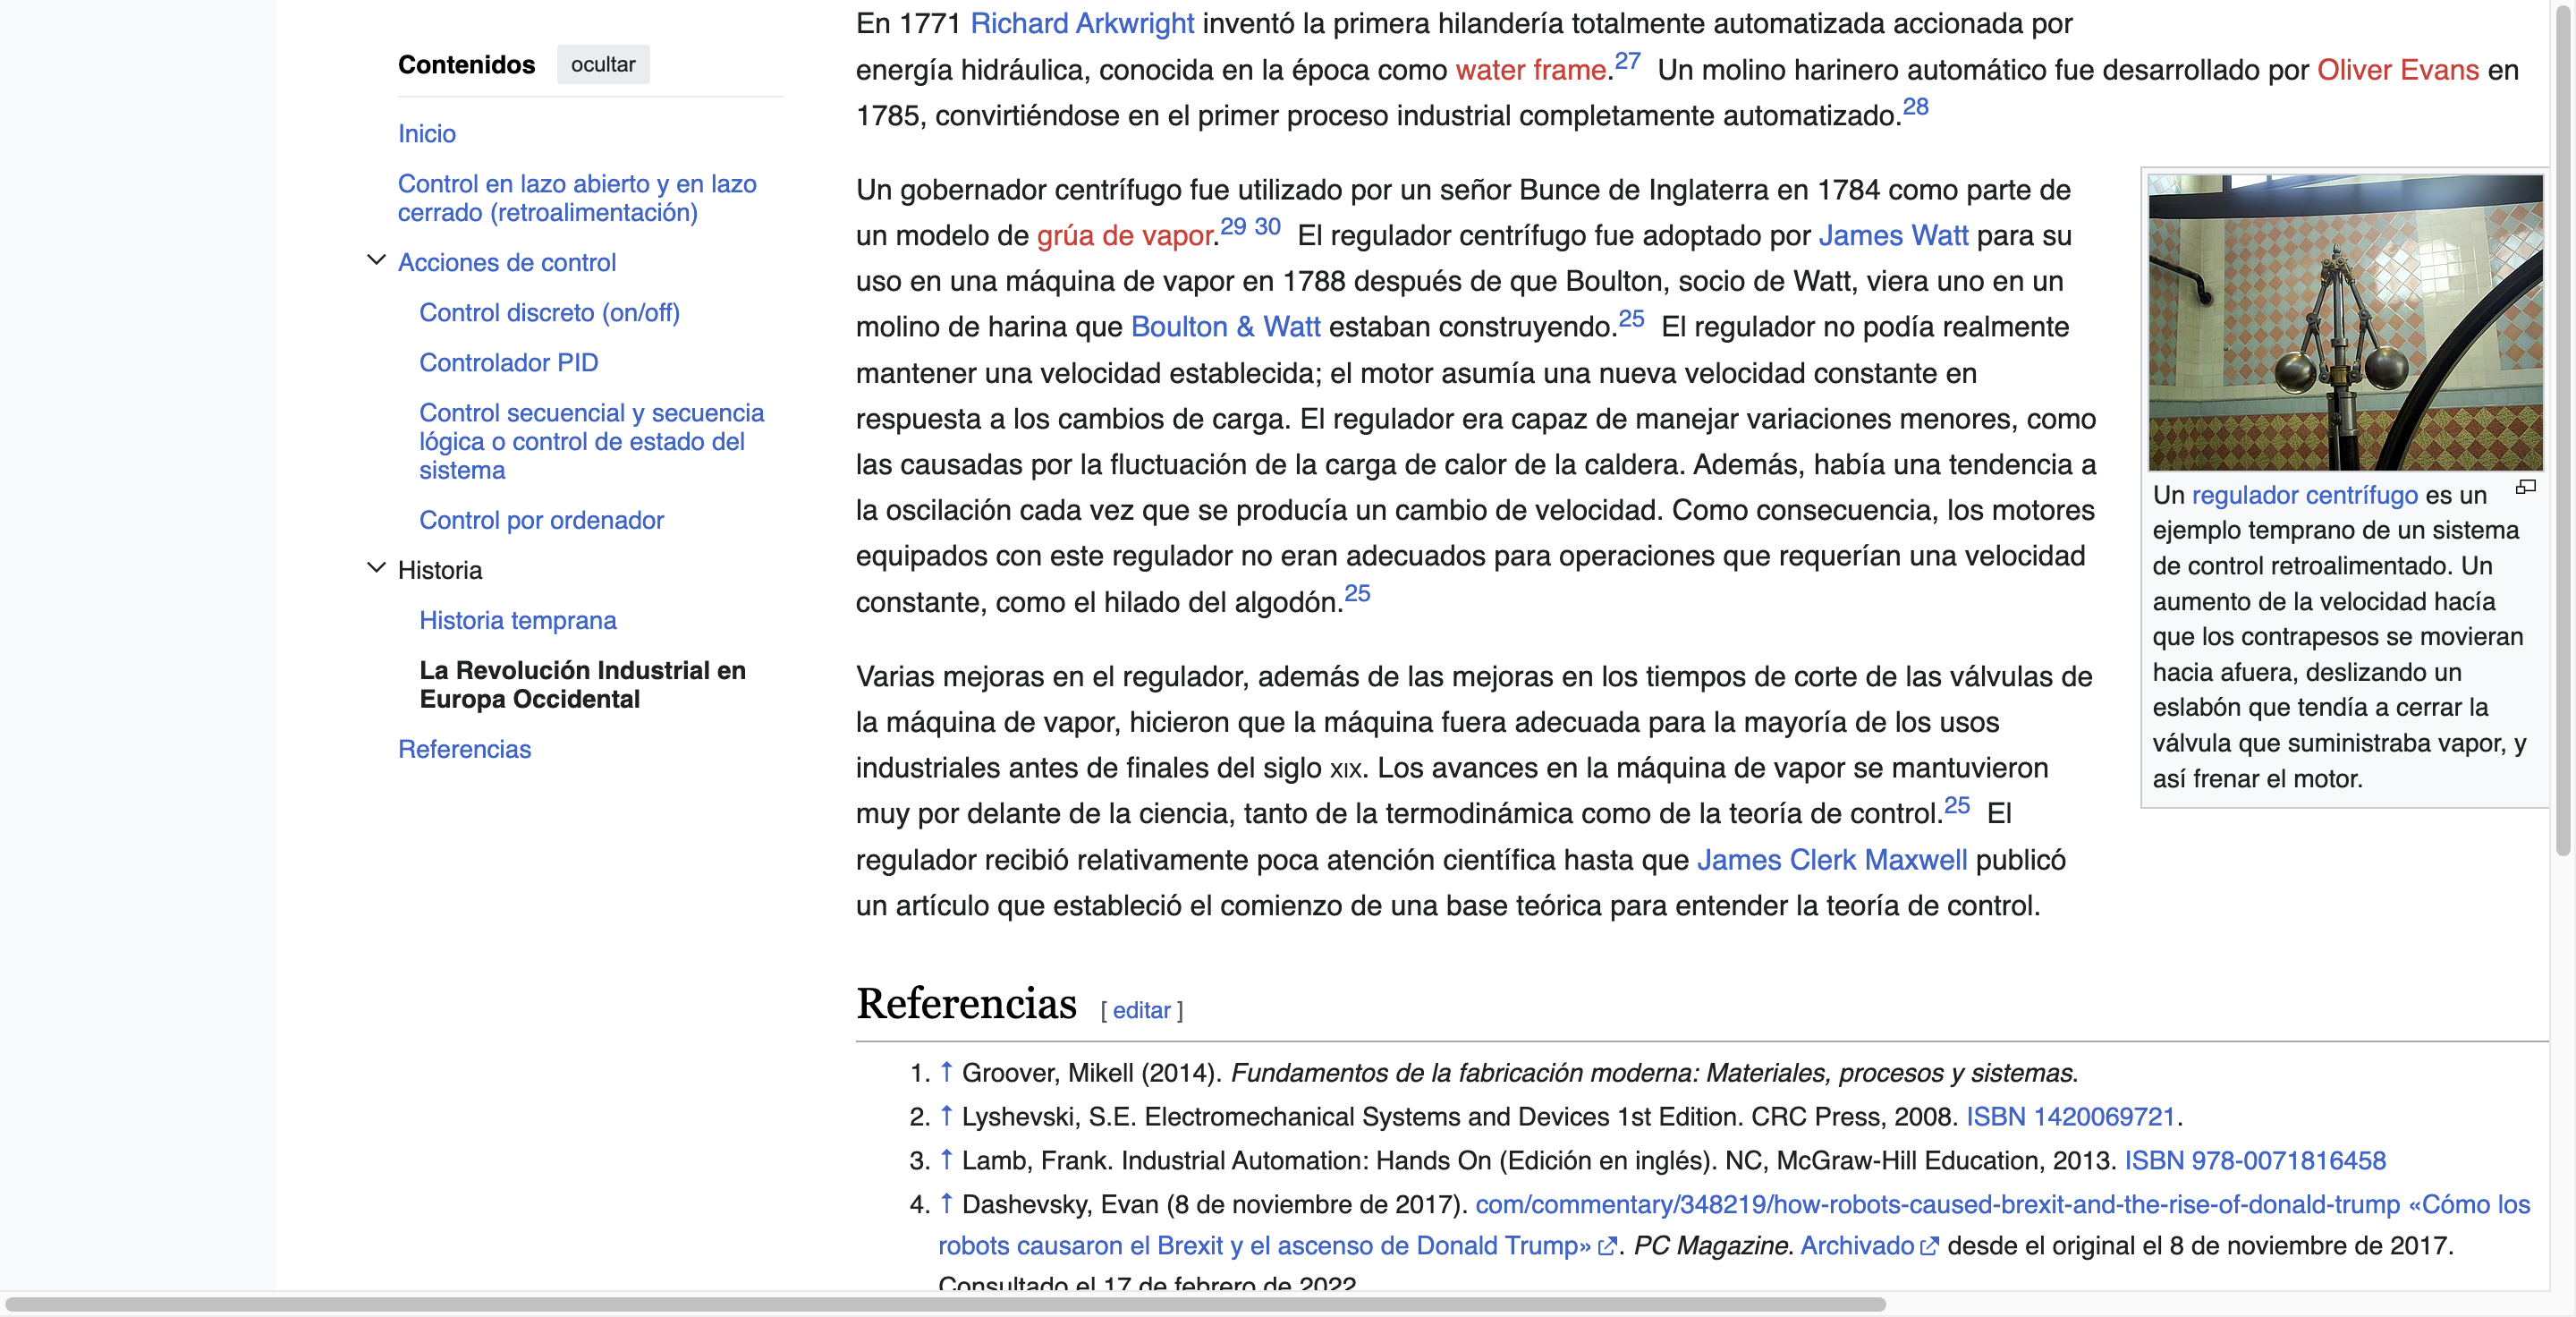 Contenidos ocultar
Inicio
Control en lazo abierto y en lazo
cerrado (retroalimentación)
Acciones de control
Control discreto (on/off)
Controlador PID
Control secuencial y secuencia
lógica o control de estado del
sistema
Control por ordenador
Historia
Historia temprana
La Revolución Industrial en
Europa Occidental
Referencias
En 1771 Richard Arkwright inventó la primera hilandería totalmente automatizada accionada por
energía hidráulica, conocida en la época como water frame.27 Un molino harinero automático fue desarrollado por Oliver Evans en
1785, convirtiéndose en el primer proceso industrial completamente automatizado.28
Un gobernador centrífugo fue utilizado por un señor Bunce de Inglaterra en 1784 como parte de
un modelo de grúa de vapor.29 30 El regulador centrífugo fue adoptado por James Watt para su
uso en una máquina de vapor en 1788 después de que Boulton, socio de Watt, viera uno en un
molino de harina que Boulton & Watt estaban construyendo.25 El regulador no podía realmente
mantener una velocidad establecida; el motor asumía una nueva velocidad constante en
respuesta a los cambios de carga. El regulador era capaz de manejar variaciones menores, como
las causadas por la fluctuación de la carga de calor de la caldera. Además, había una tendencia a
la oscilación cada vez que se producía un cambio de velocidad. Como consecuencia, los motores
equipados con este regulador no eran adecuados para operaciones que requerían una velocidad
constante, como el hilado del algodón.25
Varias mejoras en el regulador, además de las mejoras en los tiempos de corte de las válvulas de
la máquina de vapor, hicieron que la máquina fuera adecuada para la mayoría de los usos
industriales antes de finales del siglo XIX. Los avances en la máquina de vapor se mantuvieron
muy por delante de la ciencia, tanto de la termodinámica como de la teoría de control.25 El
regulador recibió relativamente poca atención científica hasta que James Clerk Maxwell publicó
un artículo que estableció el comienzo de una base teórica para entender la teoría de control.
Un regulador centrífugo es un
ejemplo temprano de un sistema
de control retroalimentado. Un
aumento de la velocidad hacía
que los contrapesos se movieran
hacia afuera, deslizando un
eslabón que tendía a cerrar la
válvula que suministraba vapor, y
así frenar el motor.
Referencias [ editar ]
1. ↑ Groover, Mikell (2014). Fundamentos de la fabricación moderna: Materiales, procesos y sistemas.
2. ↑ Lyshevski, S.E. Electromechanical Systems and Devices 1st Edition. CRC Press, 2008. ISBN 1420069721.
3. ↑ Lamb, Frank. Industrial Automation: Hands On (Edición en inglés). NC, McGraw-Hill Education, 2013. ISBN 978-0071816458
4. ↑ Dashevsky, Evan (8 de noviembre de 2017). com/commentary/348219/how-robots-caused-brexit-and-the-rise-of-donald-trump «Cómo los
robots causaron el Brexit y el ascenso de Donald Trump». PC Magazine. Archivado desde el original el 8 de noviembre de 2017.
Consultado el 17 de febrero de 2022